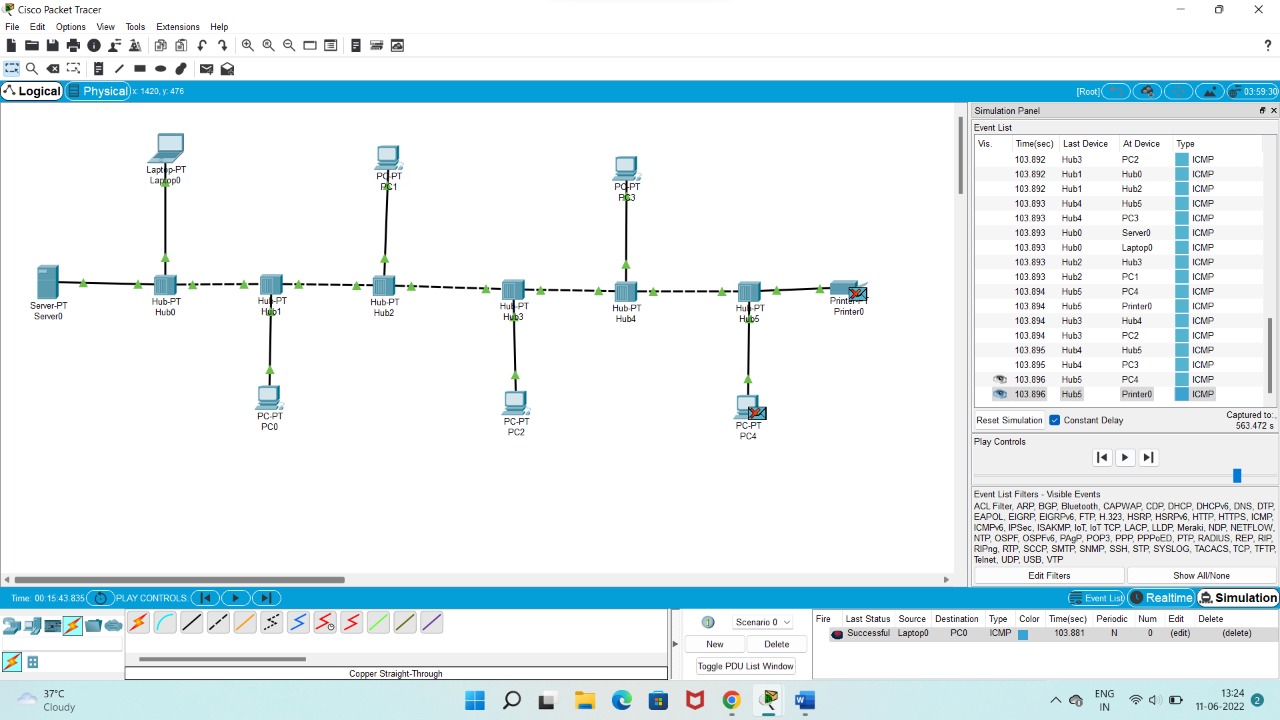 Cisco Packet Tracer
File Edit Options View Tools Extensions Help
?
Logical Physical x: 1420, y: 476 [Root] 03:59:30
Simulation Panel
Event List
Vis. Time(sec) Last Device At Device Type
103.892 Hub3 PC2 ICMP
103.892 Hub1 Hub0 ICMP
103.892 Hub1 Hub2 ICMP
103.893 Hub4 Hub5 ICMP
103.893 Hub4 PC3 ICMP
103.893 Hub0 Server0 ICMP
103.893 Hub0 Laptop0 ICMP
103.893 Hub2 Hub3 ICMP
103.893 Hub2 PC1 ICMP
103.894 Hub5 PC4 ICMP
103.894 Hub5 Printer0 ICMP
103.894 Hub3 Hub4 ICMP
103.894 Hub3 PC2 ICMP
103.895 Hub4 Hub5 ICMP
103.895 Hub4 PC3 ICMP
103.896 Hub5 PC4 ICMP
103.896 Hub5 Printer0 ICMP
Reset Simulation Constant Delay Captured to:
563.472 s
Play Controls
Event List Filters - Visible Events
ACL Filter, ARP, BGP, Bluetooth, CAPWAP, CDP, DHCP, DHCPv6, DNS, DTP,
EAPOL, EIGRP, EIGRPv6, FTP, H.323, HSRP, HSRPv6, HTTP, HTTPS, ICMP,
ICMPv6, IPSec, ISAKMP, IoT, IoT TCP, LACP, LLDP, Meraki, NDP, NETFLOW,
NTP, OSPF, OSPFv6, PAgP, POP3, PPP, PPPoED, PTP, RADIUS, REP, RIP,
RIPng, RTP, SCCP, SMTP, SNMP, SSH, STP, SYSLOG, TACACS, TCP, TFTP,
Telnet, UDP, USB, VTP
Edit Filters Show All/None
Laptop-PT
Laptop0
PC-PT
PC1
PC-PT
PC3
Server-PT
Server0
Hub-PT
Hub0
Hub-PT
Hub1
Hub-PT
Hub2
Hub-PT
Hub3
Hub-PT
Hub4
Hub-PT
Hub5
Printer0
PC-PT
PC0
PC-PT
PC2
PC-PT
PC4
Time: 00:15:43.835 PLAY CONTROLS: Event List Realtime Simulation
Copper Straight-Through
Scenario 0
New Delete
Toggle PDU List Window
Fire Last Status Source Destination Type Color Time(sec) Periodic Num Edit Delete
Successful Laptop0 PC0 ICMP 103.881 N 0 (edit) (delete)
37°C
Cloudy
ENG
IN
13:24
11-06-2022
2